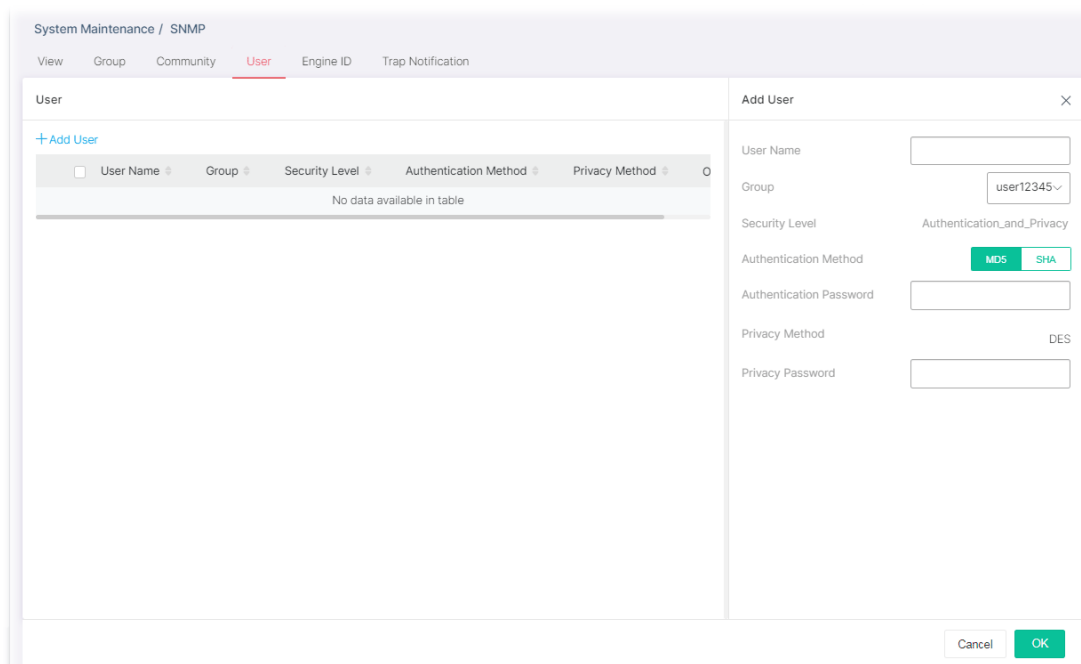 System Maintenance / SNMP
View Group Community User Engine ID Trap Notification
User
+Add User
User Name Group Security Level Authentication Method Privacy Method O
No data available in table
Add User
User Name
Group user12345
Security Level Authentication_and_Privacy
Authentication Method MD5 SHA
Authentication Password
Privacy Method DES
Privacy Password
Cancel OK